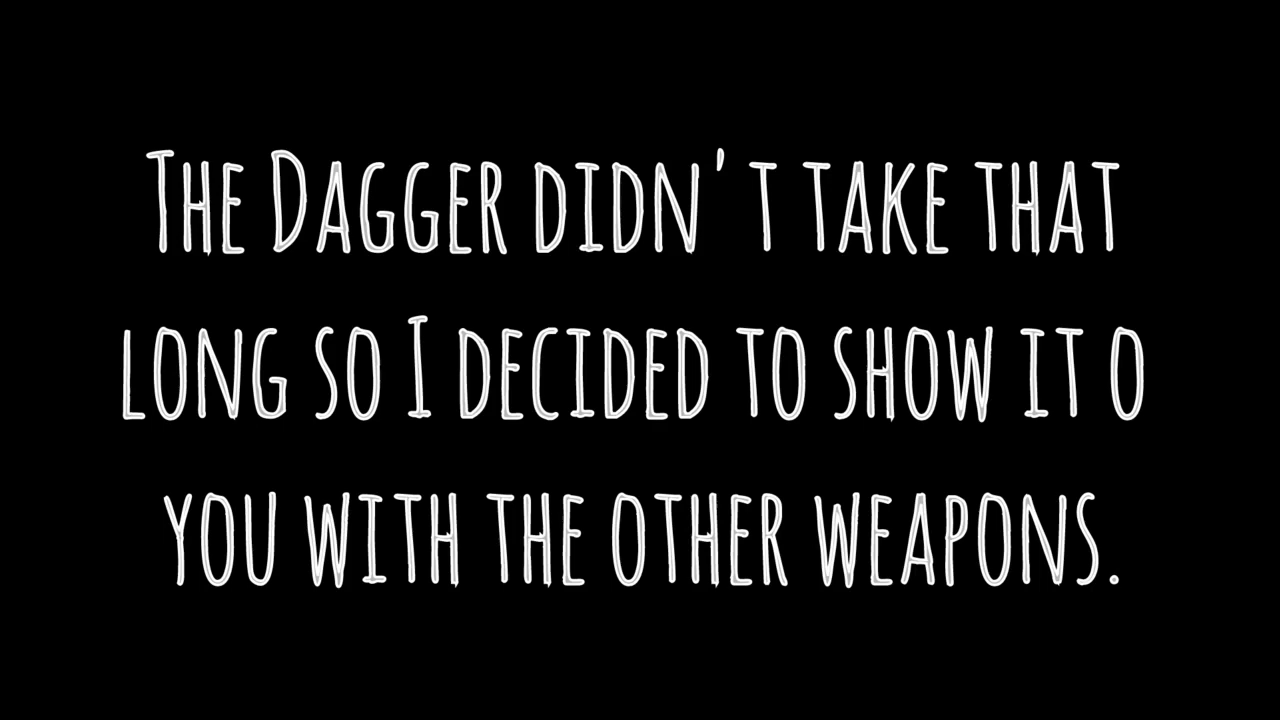 The Dagger didn't take that
long so I decided to show it o
you with the other weapons.